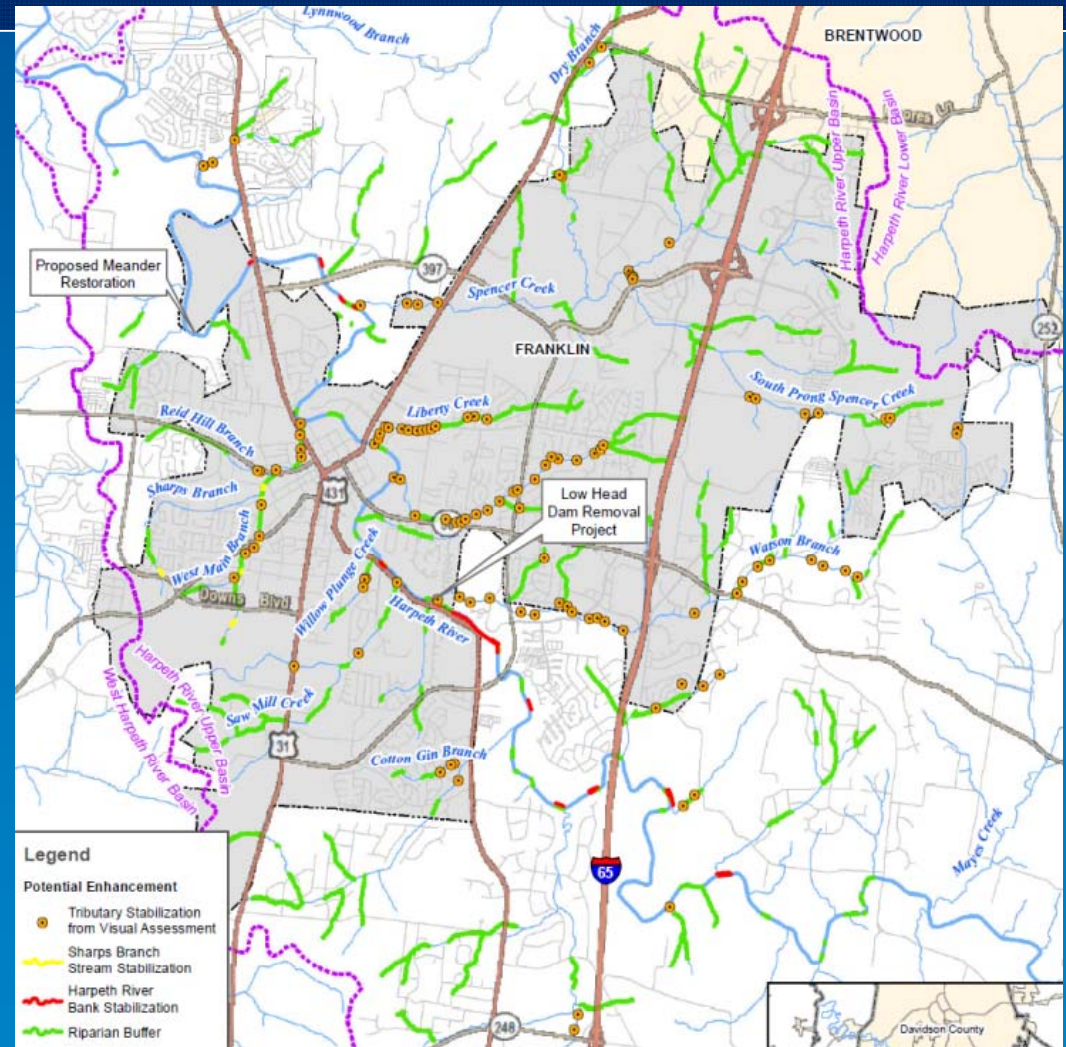 Lynnwood Branch
Dry Branch
BRENTWOOD
Harpeth River Upper Basin
Harpeth River Lower Basin
Proposed Meander
Restoration
397
Spencer Creek
252
FRANKLIN
South Prong Spencer Creek
Liberty Creek
Reid Hill Branch
Sharps Branch
431
Low Head
Dam Removal
Project
West Main Branch
Watson Branch
Willow Plunge Creek
Downs Blvd
Harpeth River
Harpeth River Upper Basin
West Harpeth River Basin
Saw Mill Creek
31
Cotton Gin Branch
Mayes Creek
65
Legend
Potential Enhancement
Tributary Stabilization
from Visual Assessment
Sharps Branch
Stream Stabilization
Harpeth River
Bank Stabilization
Riparian Buffer
248
Davidson County